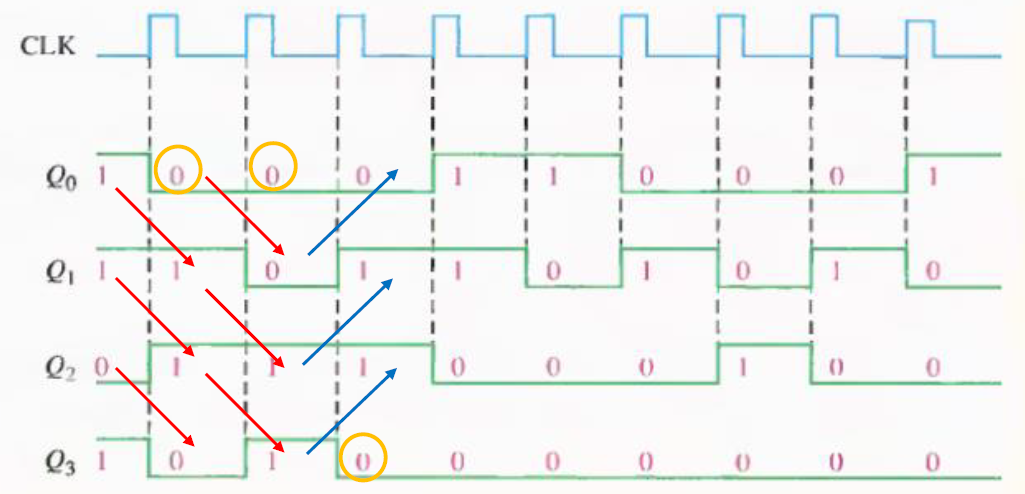 CLK
Q0 1 0 0 0 1 1 0 0 0 1
Q1 1 1 0 1 1 0 1 0 1 0
Q2 0 1 1 1 0 0 0 1 0 0
Q3 1 0 1 0 0 0 0 0 0 0